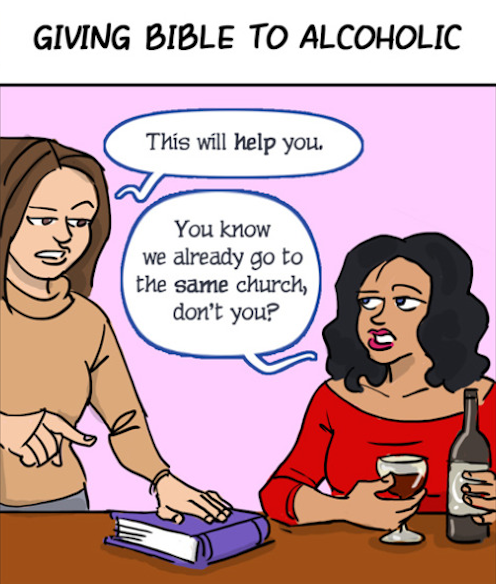 GIVING BIBLE TO ALCOHOLIC
This will help you.
You know
we already go to
the same church,
don't you?